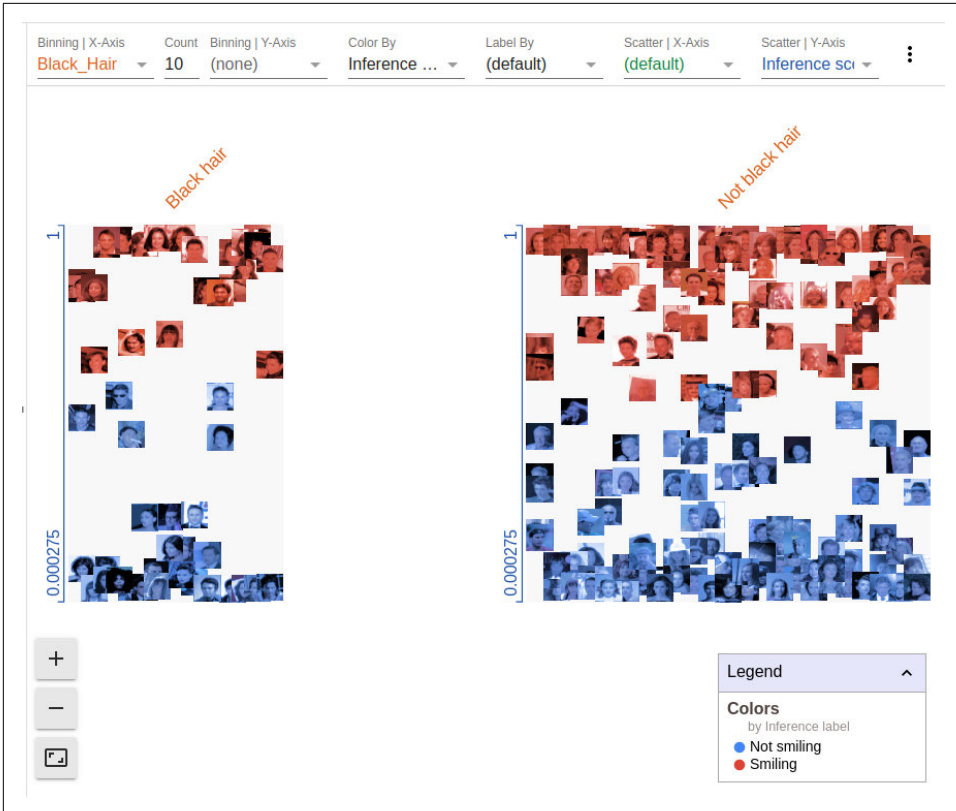 Binning | X-Axis Count Binning | Y-Axis Color By Label By Scatter | X-Axis Scatter | Y-Axis
Black_Hair 10 (none) Inference ... (default) (default) Inference sc
Black hair
Not black hair
1
0.000275
1
0.000275
Legend
Colors
by Inference label
Not smiling
Smiling